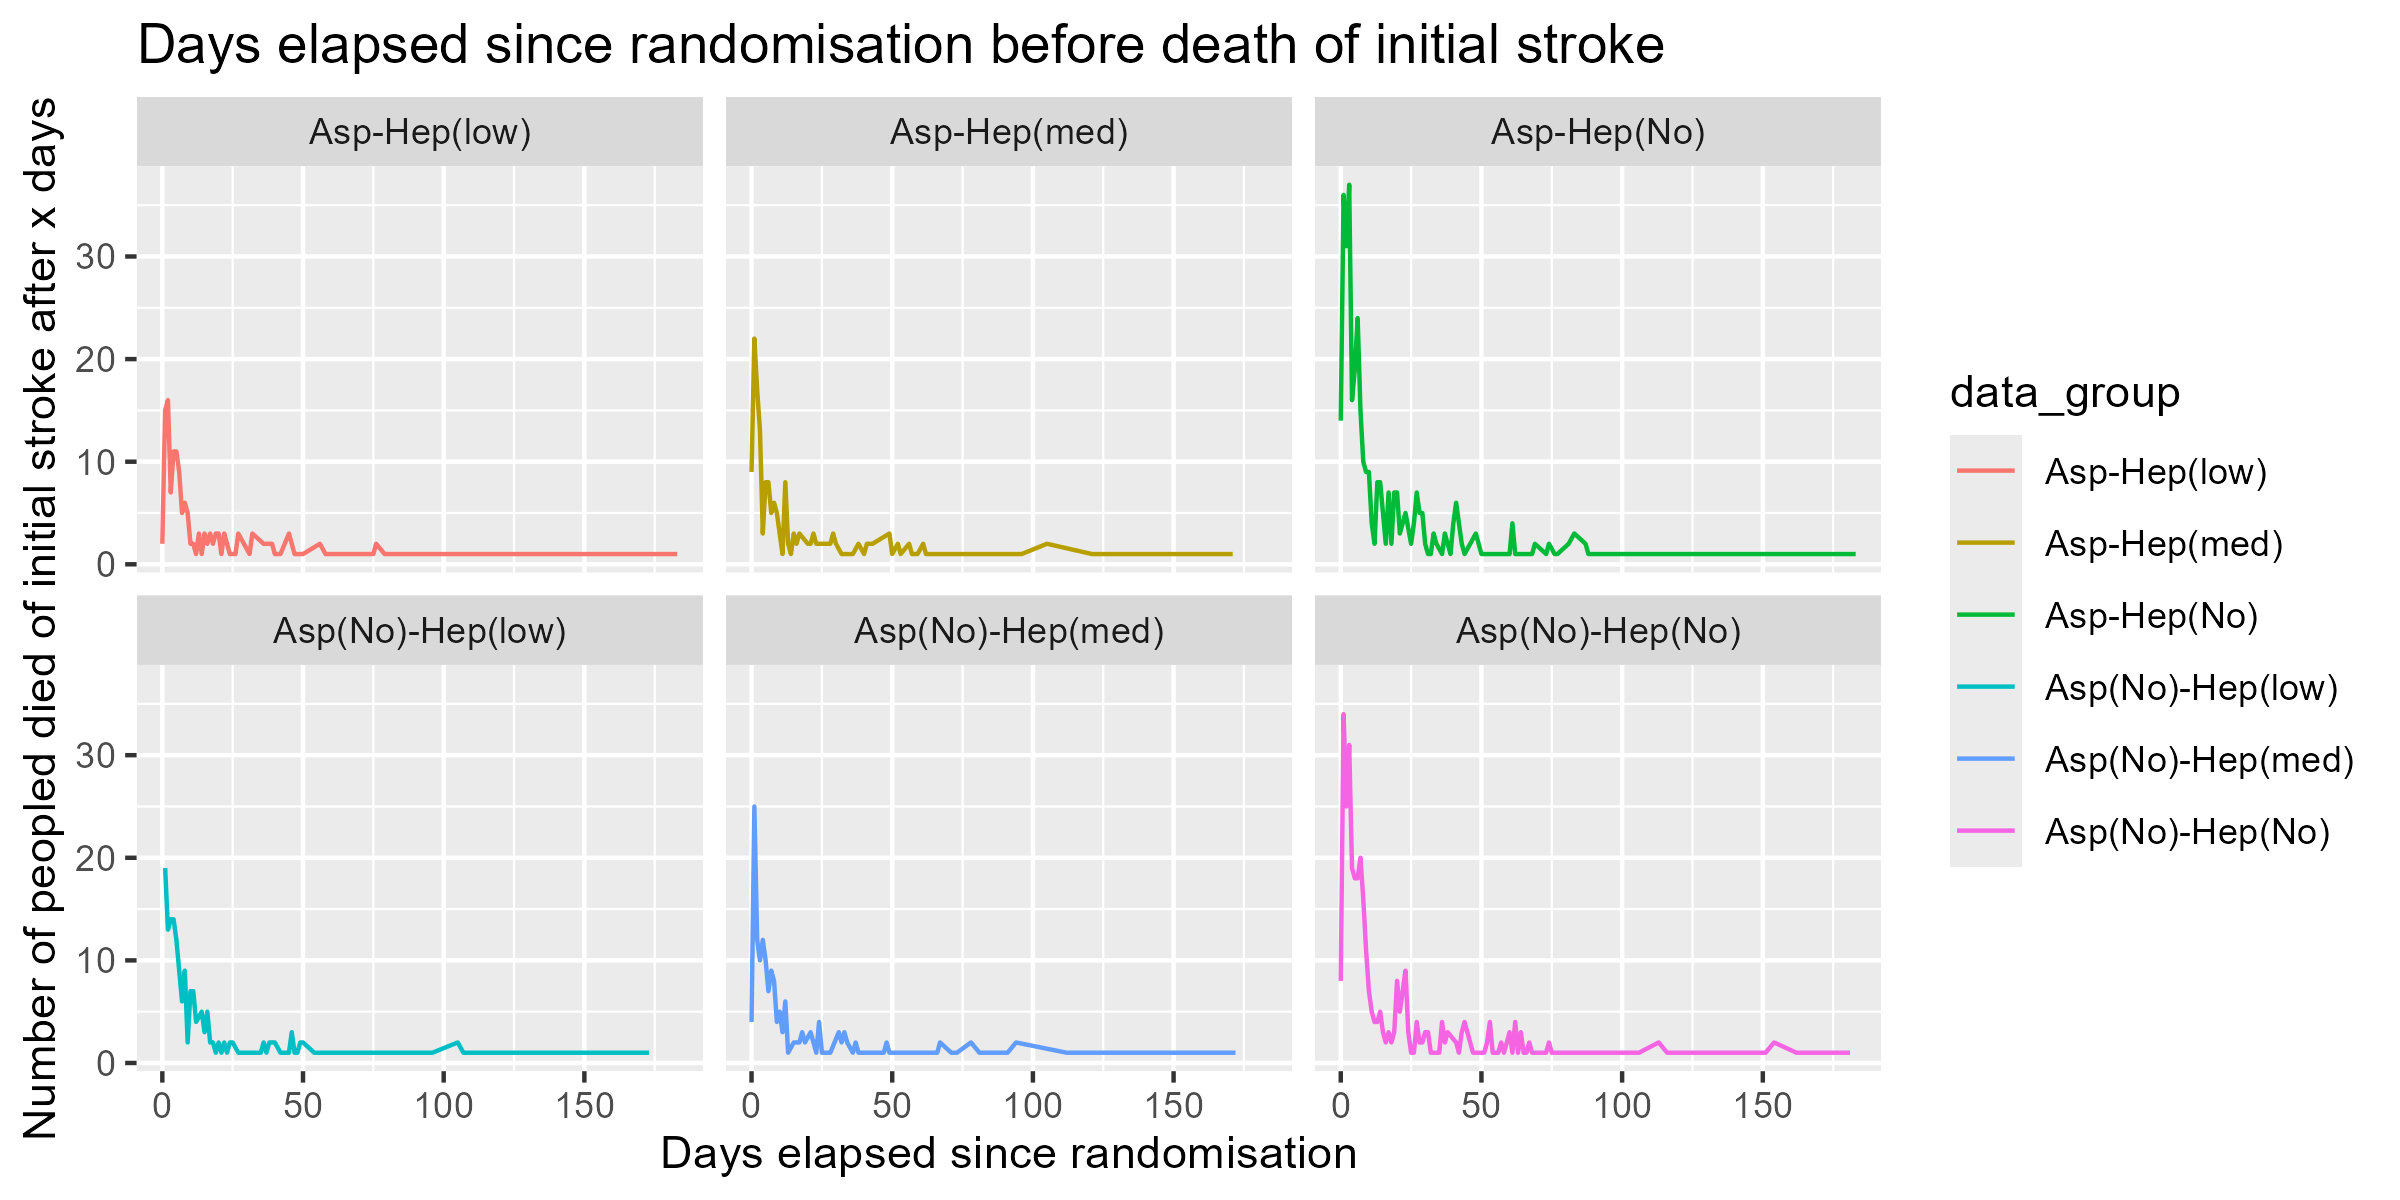 Days elapsed since randomisation before death of initial stroke
Number of peopled died of initial stroke after x days
Asp-Hep(low)
Asp-Hep(med)
Asp-Hep(No)
30
20
10
0
Asp(No)-Hep(low)
Asp(No)-Hep(med)
Asp(No)-Hep(No)
30
20
10
0
0 50 100 150
0 50 100 150
0 50 100 150
Days elapsed since randomisation
data_group
Asp-Hep(low)
Asp-Hep(med)
Asp-Hep(No)
Asp(No)-Hep(low)
Asp(No)-Hep(med)
Asp(No)-Hep(No)